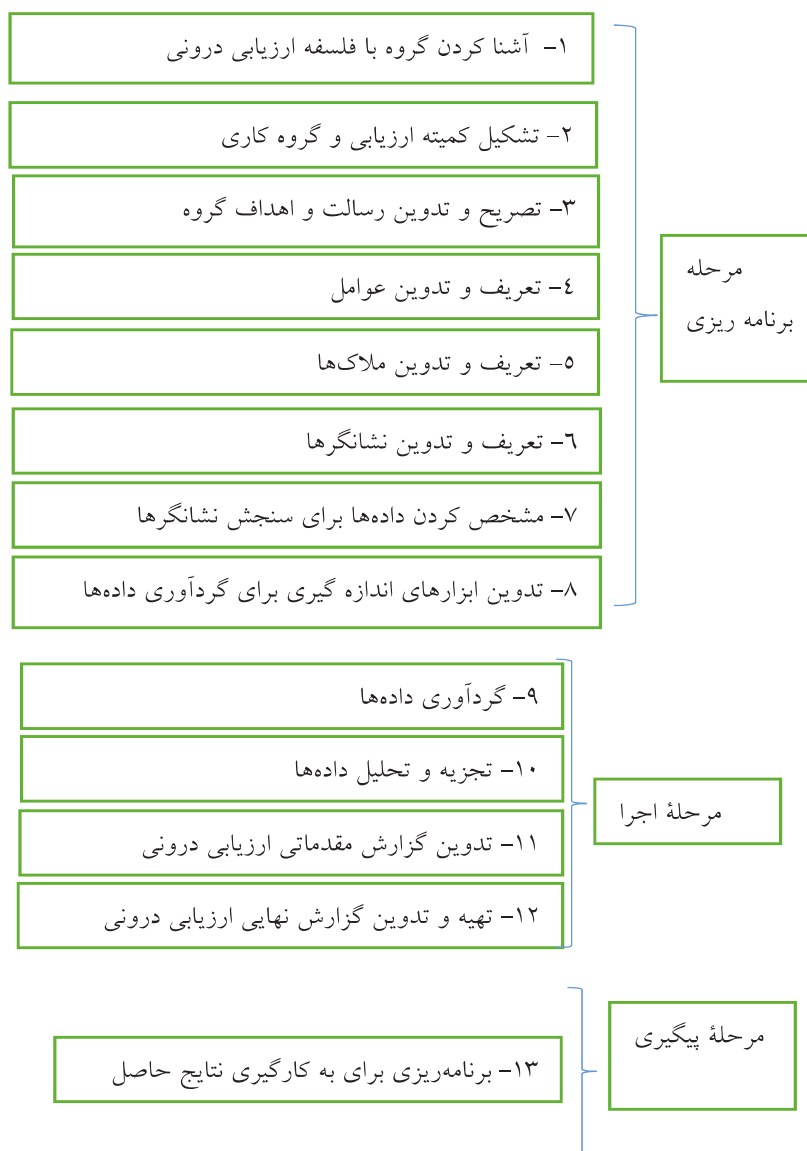 ۱- آشنا کردن گروه با فلسفه ارزیابی درونی
۲- تشکیل کمیته ارزیابی و گروه کاری
۳- تصریح و تدوین رسالت و اهداف گروه
٤- تعریف و تدوین عوامل
٥- تعریف و تدوین ملاک‌ها
٦- تعریف و تدوین نشانگرها
۷- مشخص کردن داده‌ها برای سنجش نشانگرها
۸- تدوین ابزارهای اندازه گیری برای گردآوری داده‌ها
مرحله
برنامه ریزی
۹- گردآوری داده‌ها
۱۰- تجزیه و تحلیل داده‌ها
۱۱- تدوین گزارش مقدماتی ارزیابی درونی
۱۲- تهیه و تدوین گزارش نهایی ارزیابی درونی
مرحلۀ اجرا
۱۳- برنامه‌ریزی برای به کارگیری نتایج حاصل
مرحلۀ پیگیری